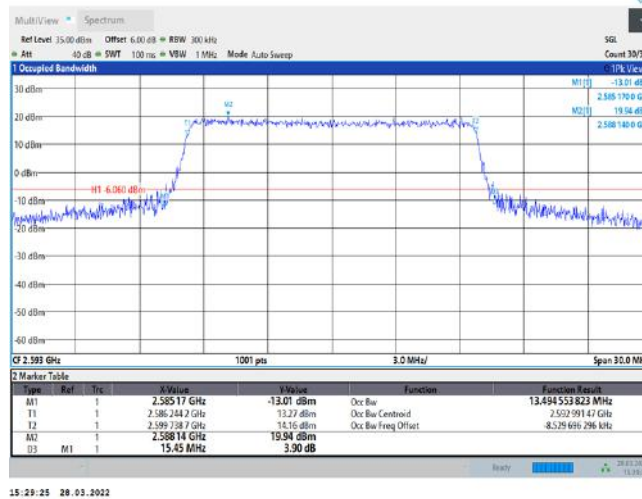 MultiView Spectrum
Ref Level 35.00 dBm Offset 6.00 dB RBW 300 kHz SGL
Att 40 dB SWT 100 ms VBW 1 MHz Mode Auto Sweep Count 30/3
1 Occupied Bandwidth 1Pk View
M1[1] -13.01 dB
2.585 170 0 G
M2[1] 19.94 dB
2.588 140 0 G
30 dBm
M2
20 dBm
T1
T2
10 dBm
0 dBm
H1 -6.060 dBm
-10 dBm
-20 dBm
-30 dBm
-40 dBm
-50 dBm
-60 dBm
CF 2.593 GHz 1001 pts 3.0 MHz/ Span 30.0 M
2 Marker Table
Type Ref Trc X-Value Y-Value Function Function Result
M1 1 2.58517 GHz -13.01 dBm Occ Bw 13.494 553 823 MHz
T1 1 2.586 244 2 GHz 13.27 dBm Occ Bw Centroid 2.592 991 47 GHz
T2 1 2.599 738 7 GHz 14.16 dBm Occ Bw Freq Offset -8.529 696 296 kHz
M2 1 2.58814 GHz 19.94 dBm
D3 M1 1 15.45 MHz 3.90 dB
Ready
15:29:25 28.03.2022